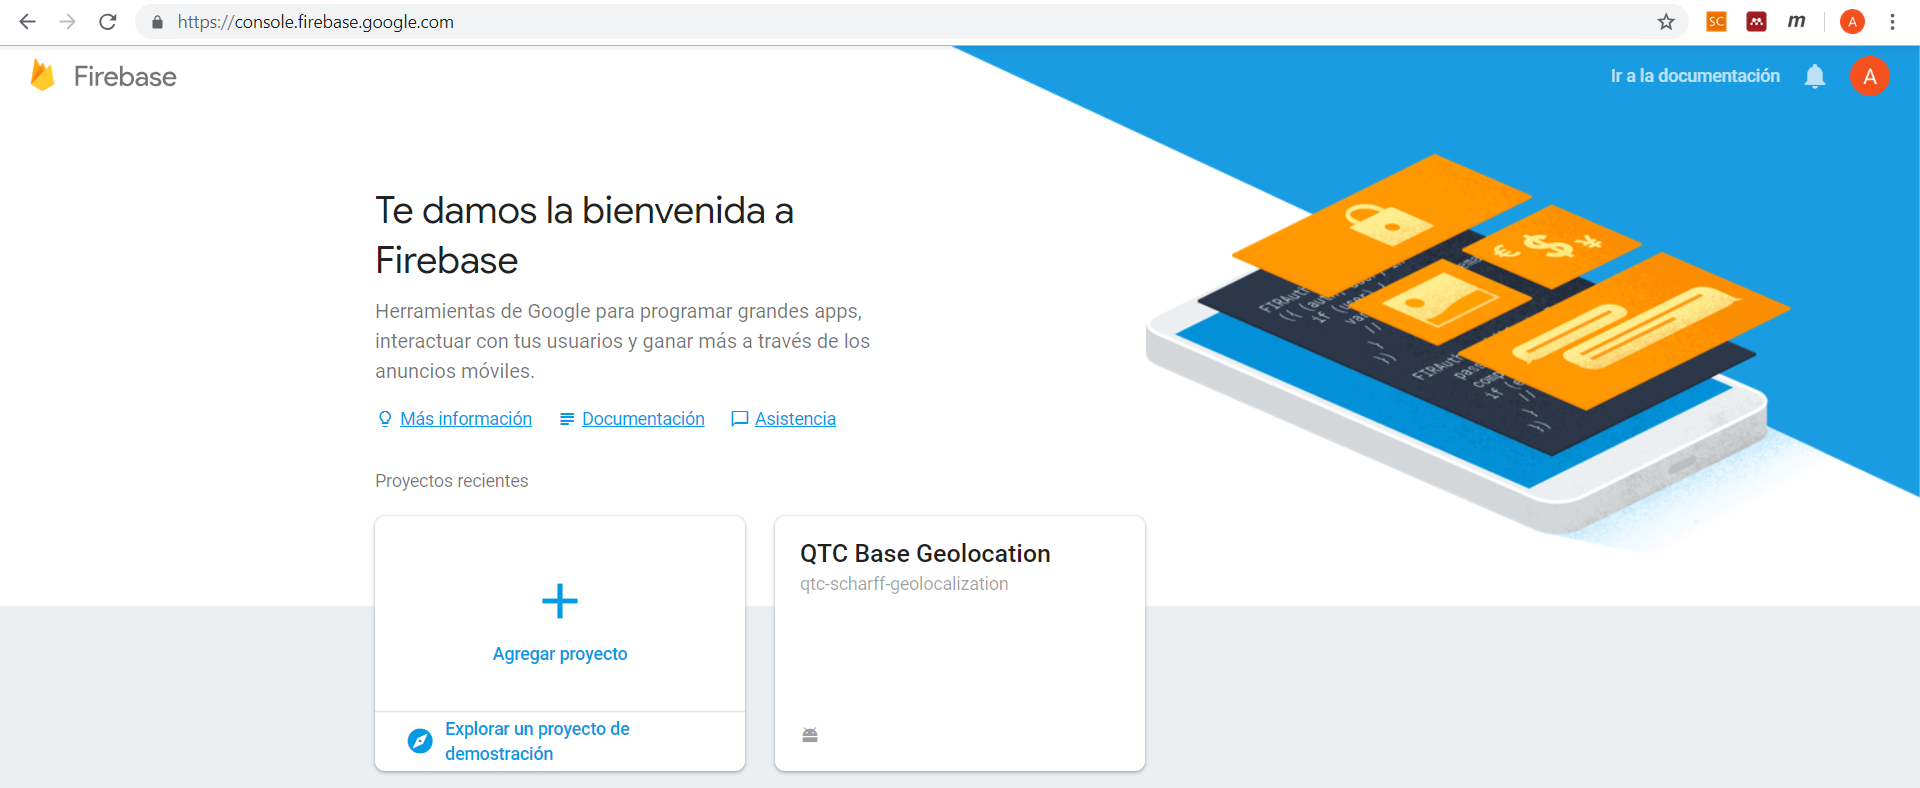 https://console.firebase.google.com
SC
m
A
Firebase
Ir a la documentación
A
Te damos la bienvenida a
Firebase
Herramientas de Google para programar grandes apps,
interactuar con tus usuarios y ganar más a través de los
anuncios móviles.
Más información
Documentación
Asistencia
Proyectos recientes
Agregar proyecto
Explorar un proyecto de
demostración
QTC Base Geolocation
qtc-scharff-geolocalization